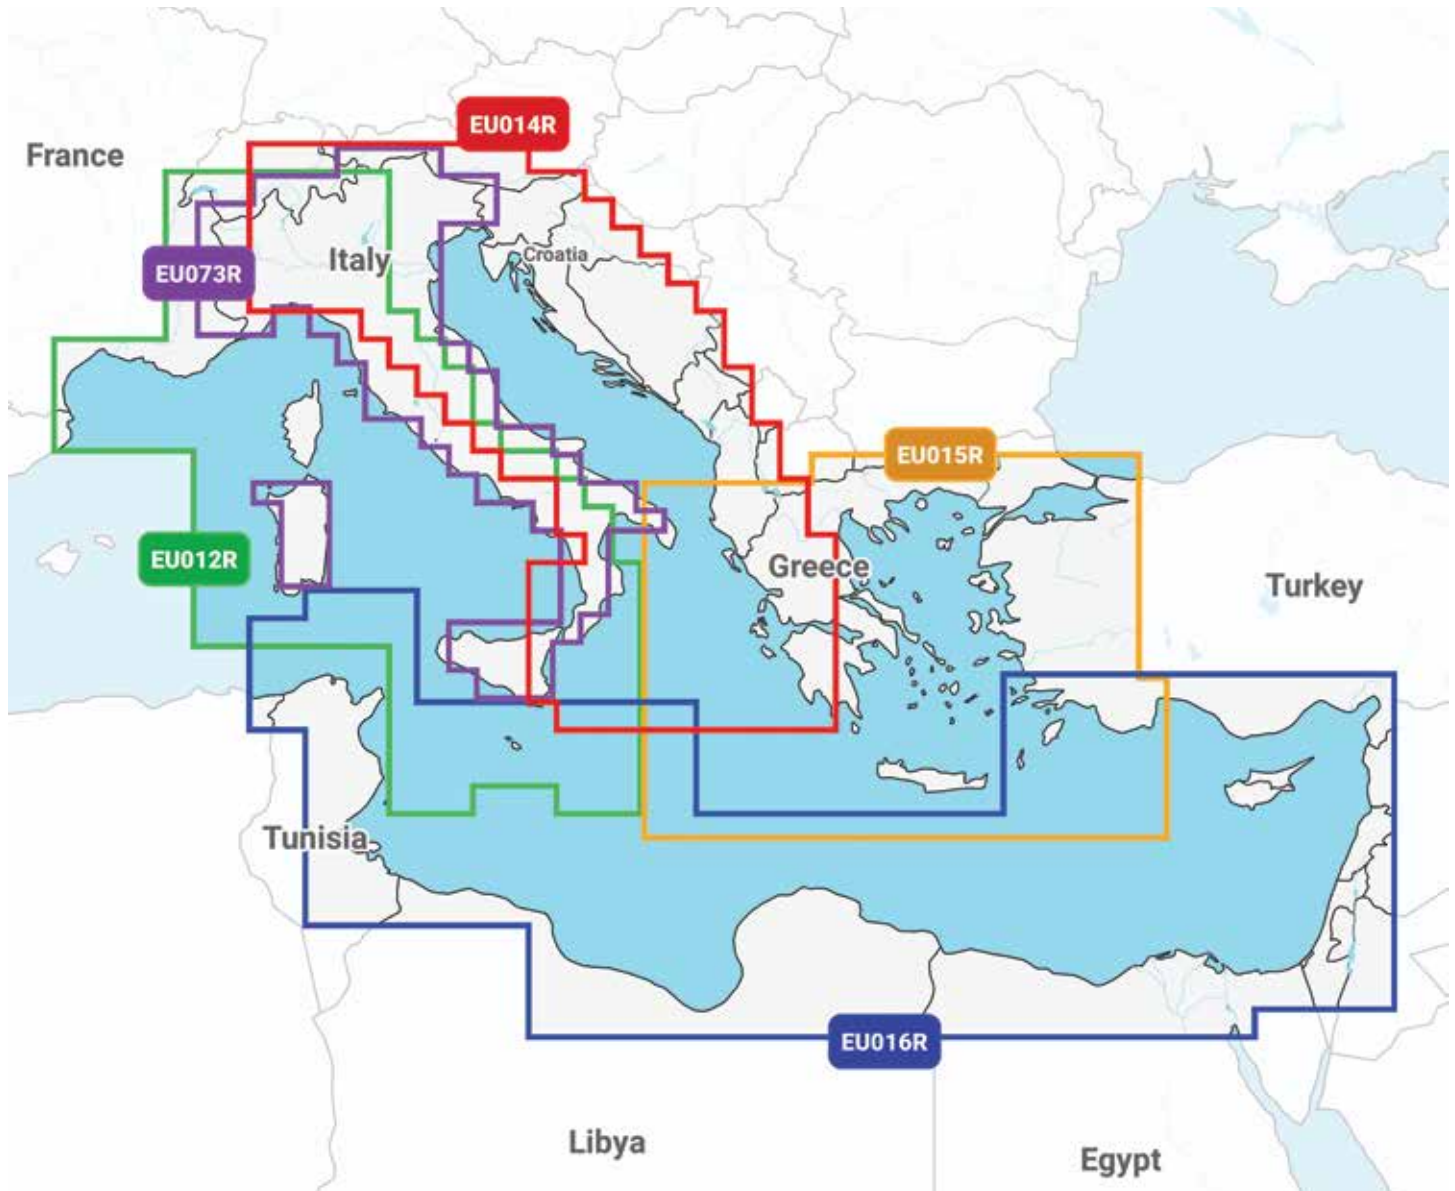 EU014R
France
Croatia
Italy
EU073R
EU015R
EU012R
Greece
Turkey
Tunisia
EU016R
Libya
Egypt